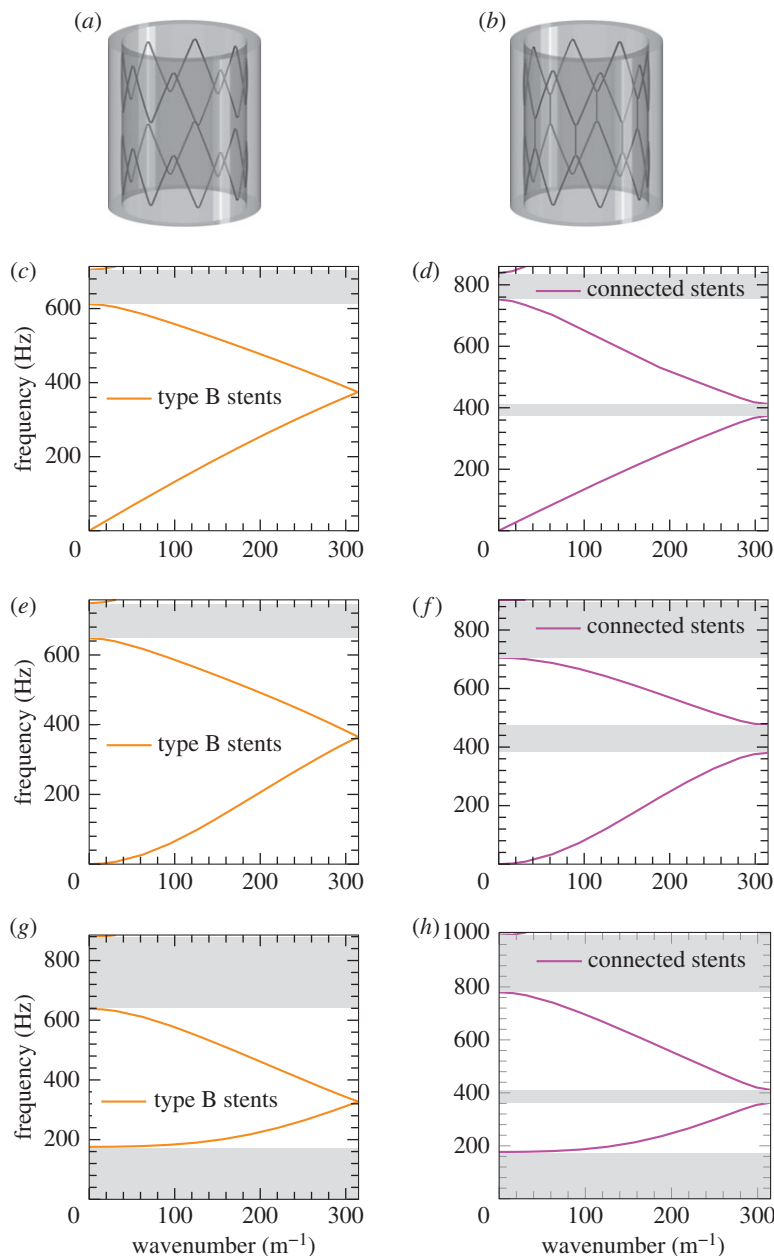 (a) (b)
(c) (d)
600
400
200
0 100 200 300
frequency (Hz)
type B stents
800
600
400
200
0 100 200 300
connected stents
(e) (f)
600
400
200
0 100 200 300
frequency (Hz)
type B stents
800
600
400
200
0 100 200 300
connected stents
(g) (h)
800
600
400
200
0 100 200 300
frequency (Hz)
wavenumber (m−1)
type B stents
1000
800
600
400
200
0 100 200 300
wavenumber (m−1)
connected stents